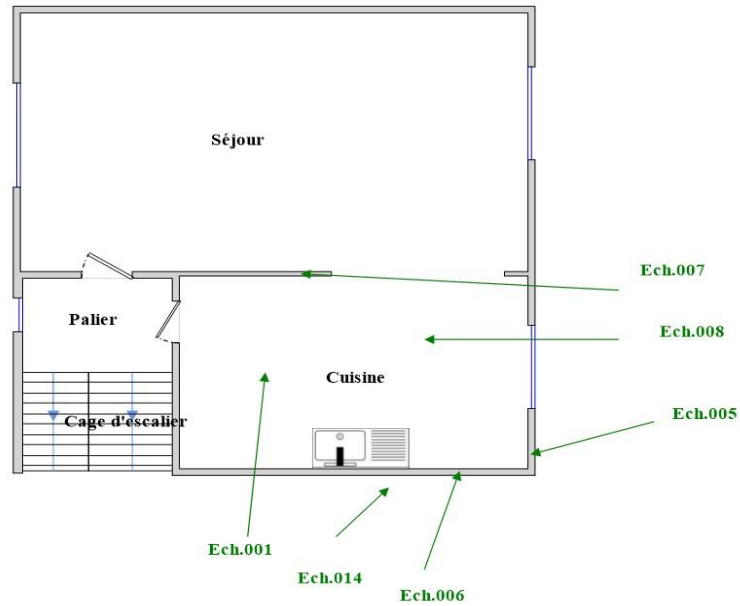 Séjour
Ech.007
Palier
Ech.008
Cuisine
Cage d'escalier
Ech.005
Ech.001
Ech.014
Ech.006